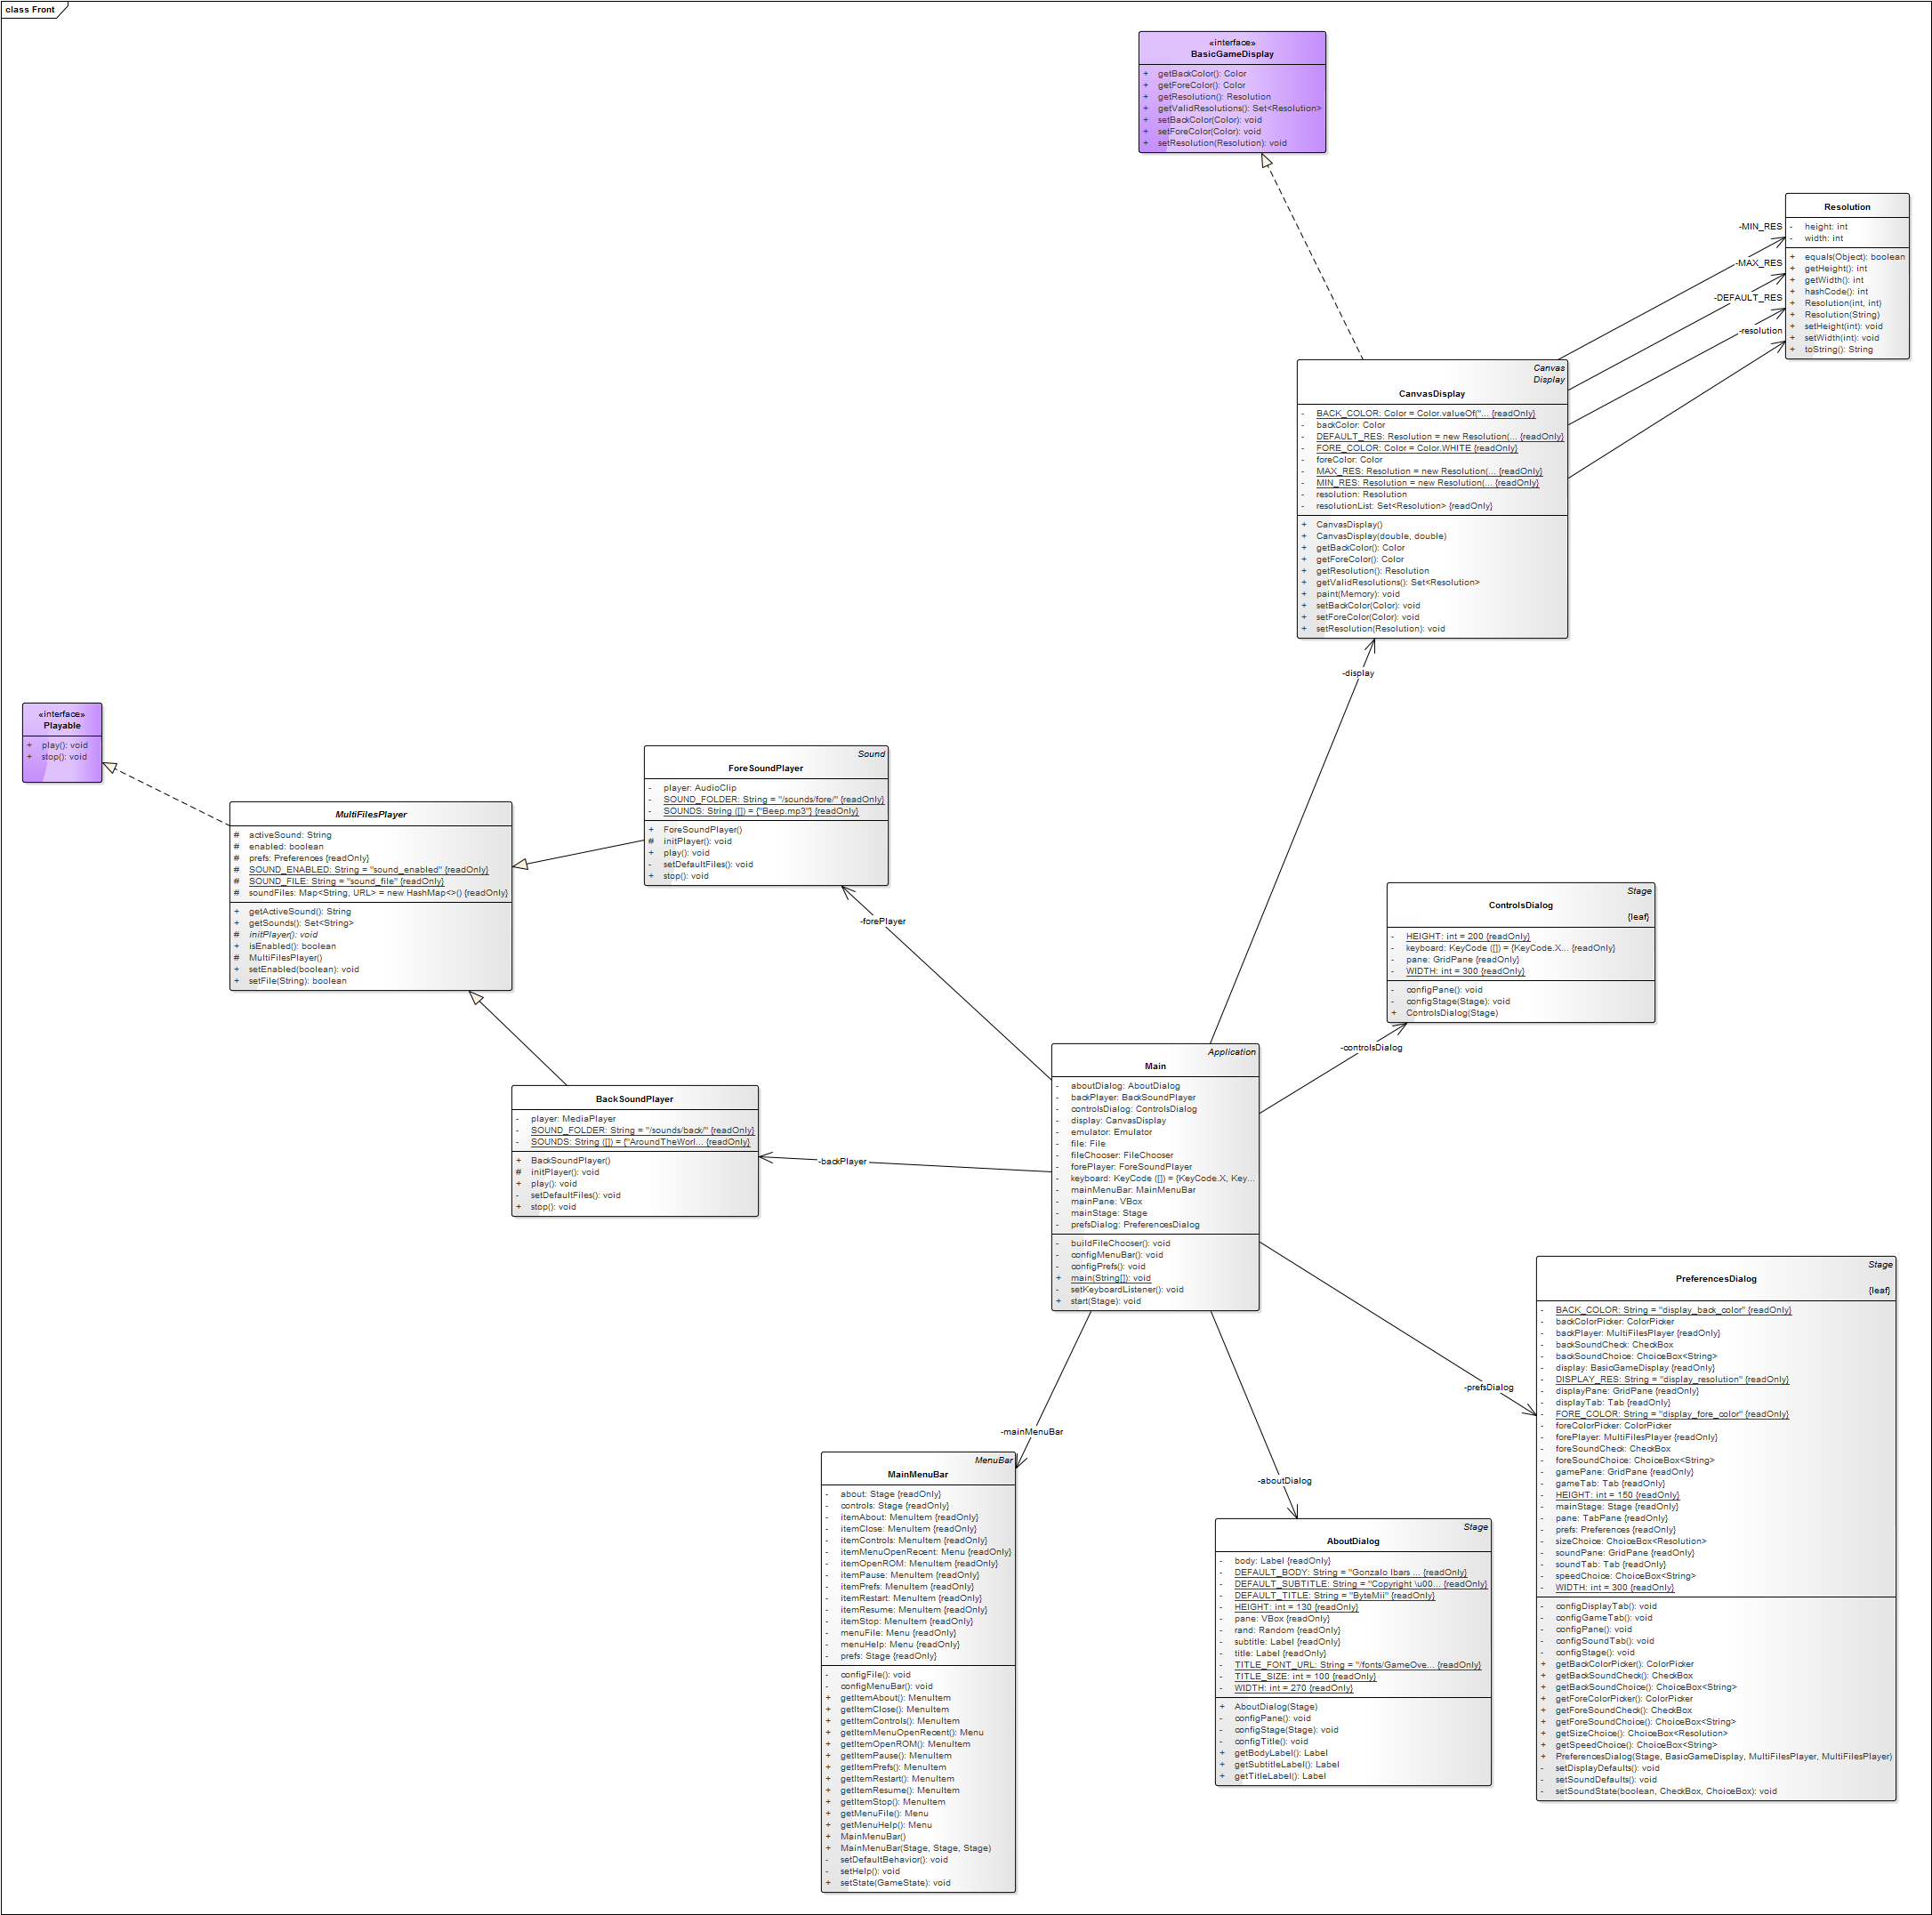 class Front
«interface»
BasicGameDisplay
+ getBackColor(): Color
+ getForeColor(): Color
+ getResolution(): Resolution
+ getValidResolutions(): Set<Resolution>
+ setBackColor(Color): void
+ setForeColor(Color): void
+ setResolution(Resolution): void
Resolution
- height: int
- width: int
+ equals(Object): boolean
+ getHeight(): int
+ getWidth(): int
+ hashCode(): int
+ Resolution(int, int)
+ Resolution(String)
+ setHeight(int): void
+ setWidth(int): void
+ toString(): String
-MIN_RES
-MAX_RES
-DEFAULT_RES
-resolution
Canvas
Display
CanvasDisplay
- BACK_COLOR: Color = Color.valueOf("... {readOnly}
- backColor: Color
- DEFAULT_RES: Resolution = new Resolution(... {readOnly}
- FORE_COLOR: Color = Color.WHITE {readOnly}
- foreColor: Color
- MAX_RES: Resolution = new Resolution(... {readOnly}
- MIN_RES: Resolution = new Resolution(... {readOnly}
- resolution: Resolution
- resolutionList: Set<Resolution> {readOnly}
+ CanvasDisplay()
+ CanvasDisplay(double, double)
+ getBackColor(): Color
+ getForeColor(): Color
+ getResolution(): Resolution
+ getValidResolutions(): Set<Resolution>
+ paint(Memory): void
+ setBackColor(Color): void
+ setForeColor(Color): void
+ setResolution(Resolution): void
-display
«interface»
Playable
+ play(): void
+ stop(): void
MultiFilesPlayer
# activeSound: String
# enabled: boolean
# prefs: Preferences {readOnly}
# SOUND_ENABLED: String = "sound_enabled" {readOnly}
# SOUND_FILE: String = "sound_file" {readOnly}
# soundFiles: Map<String, URL> = new HashMap<>() {readOnly}
+ getActiveSound(): String
+ getSounds(): Set<String>
# initPlayer(): void
+ isEnabled(): boolean
# MultiFilesPlayer()
+ setEnabled(boolean): void
+ setFile(String): boolean
Sound
ForeSoundPlayer
- player: AudioClip
- SOUND_FOLDER: String = "/sounds/fore/" {readOnly}
- SOUNDS: String ([]) = {"Beep.mp3"} {readOnly}
+ ForeSoundPlayer()
# initPlayer(): void
+ play(): void
- setDefaultFiles(): void
+ stop(): void
-forePlayer
Stage
ControlsDialog
{leaf}
- HEIGHT: int = 200 {readOnly}
- keyboard: KeyCode ([]) = {KeyCode.X... {readOnly}
- pane: GridPane {readOnly}
- WIDTH: int = 300 {readOnly}
- configPane(): void
- configStage(Stage): void
+ ControlsDialog(Stage)
-controlsDialog
BackSoundPlayer
- player: MediaPlayer
- SOUND_FOLDER: String = "/sounds/back/" {readOnly}
- SOUNDS: String ([]) = {"AroundTheWorl... {readOnly}
+ BackSoundPlayer()
# initPlayer(): void
+ play(): void
- setDefaultFiles(): void
+ stop(): void
-backPlayer
Application
Main
- aboutDialog: AboutDialog
- backPlayer: BackSoundPlayer
- controlsDialog: ControlsDialog
- display: CanvasDisplay
- emulator: Emulator
- file: File
- fileChooser: FileChooser
- forePlayer: ForeSoundPlayer
- keyboard: KeyCode ([]) = {KeyCode.X, Key...
- mainMenuBar: MainMenuBar
- mainPane: VBox
- mainStage: Stage
- prefsDialog: PreferencesDialog
- buildFileChooser(): void
- configMenuBar(): void
- configPrefs(): void
+ main(String[]): void
- setKeyboardListener(): void
+ start(Stage): void
-prefsDialog
-mainMenuBar
-aboutDialog
Stage
PreferencesDialog
{leaf}
- BACK_COLOR: String = "display_back_color" {readOnly}
- backColorPicker: ColorPicker
- backPlayer: MultiFilesPlayer {readOnly}
- backSoundCheck: CheckBox
- backSoundChoice: ChoiceBox<String>
- display: BasicGameDisplay {readOnly}
- DISPLAY_RES: String = "display_resolution" {readOnly}
- displayPane: GridPane {readOnly}
- displayTab: Tab {readOnly}
- FORE_COLOR: String = "display_fore_color" {readOnly}
- foreColorPicker: ColorPicker
- forePlayer: MultiFilesPlayer {readOnly}
- foreSoundCheck: CheckBox
- foreSoundChoice: ChoiceBox<String>
- gamePane: GridPane {readOnly}
- gameTab: Tab {readOnly}
- HEIGHT: int = 150 {readOnly}
- mainStage: Stage {readOnly}
- pane: TabPane {readOnly}
- prefs: Preferences {readOnly}
- sizeChoice: ChoiceBox<Resolution>
- soundPane: GridPane {readOnly}
- soundTab: Tab {readOnly}
- speedChoice: ChoiceBox<String>
- WIDTH: int = 300 {readOnly}
- configDisplayTab(): void
- configGameTab(): void
- configPane(): void
- configSoundTab(): void
- configStage(): void
+ getBackColorPicker(): ColorPicker
+ getBackSoundCheck(): CheckBox
+ getBackSoundChoice(): ChoiceBox<String>
+ getForeColorPicker(): ColorPicker
+ getForeSoundCheck(): CheckBox
+ getForeSoundChoice(): ChoiceBox<String>
+ getSizeChoice(): ChoiceBox<Resolution>
+ getSpeedChoice(): ChoiceBox<String>
+ PreferencesDialog(Stage, BasicGameDisplay, MultiFilesPlayer, MultiFilesPlayer)
- setDisplayDefaults(): void
- setSoundDefaults(): void
- setSoundState(boolean, CheckBox, ChoiceBox): void
MenuBar
MainMenuBar
- about: Stage {readOnly}
- controls: Stage {readOnly}
- itemAbout: MenuItem {readOnly}
- itemClose: MenuItem {readOnly}
- itemControls: MenuItem {readOnly}
- itemMenuOpenRecent: Menu {readOnly}
- itemOpenROM: MenuItem {readOnly}
- itemPause: MenuItem {readOnly}
- itemPrefs: MenuItem {readOnly}
- itemRestart: MenuItem {readOnly}
- itemResume: MenuItem {readOnly}
- itemStop: MenuItem {readOnly}
- menuFile: Menu {readOnly}
- menuHelp: Menu {readOnly}
- prefs: Stage {readOnly}
- configFile(): void
- configMenuBar(): void
+ getItemAbout(): MenuItem
+ getItemClose(): MenuItem
+ getItemControls(): MenuItem
+ getItemMenuOpenRecent(): Menu
+ getItemOpenROM(): MenuItem
+ getItemPause(): MenuItem
+ getItemPrefs(): MenuItem
+ getItemRestart(): MenuItem
+ getItemResume(): MenuItem
+ getItemStop(): MenuItem
+ getMenuFile(): Menu
+ getMenuHelp(): Menu
+ MainMenuBar()
+ MainMenuBar(Stage, Stage, Stage)
- setDefaultBehavior(): void
- setHelp(): void
+ setState(GameState): void
Stage
AboutDialog
- body: Label {readOnly}
- DEFAULT_BODY: String = "Gonzalo Ibars ... {readOnly}
- DEFAULT_SUBTITLE: String = "Copyright \u00... {readOnly}
- DEFAULT_TITLE: String = "ByteMii" {readOnly}
- HEIGHT: int = 130 {readOnly}
- pane: VBox {readOnly}
- rand: Random {readOnly}
- subtitle: Label {readOnly}
- title: Label {readOnly}
- TITLE_FONT_URL: String = "/fonts/GameOve... {readOnly}
- TITLE_SIZE: int = 100 {readOnly}
- WIDTH: int = 270 {readOnly}
+ AboutDialog(Stage)
- configPane(): void
- configStage(Stage): void
- configTitle(): void
+ getBodyLabel(): Label
+ getSubtitleLabel(): Label
+ getTitleLabel(): Label